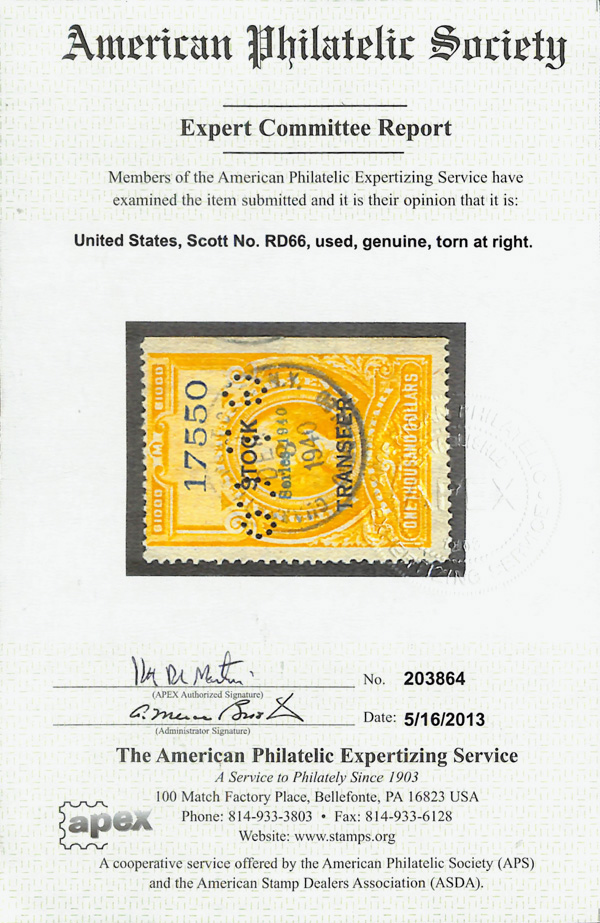 American Philatelic Society
Expert Committee Report
Members of the American Philatelic Expertizing Service have
examined the item submitted and it is their opinion that it is:
United States, Scott No. RD66, used, genuine, torn at right.
$1000
$1000
17550
STOCK
Series 1940
1940
TRANSFER
ONE THOUSAND DOLLARS
No. 203864
(APEX Authorized Signature)
Date: 5/16/2013
(Administrator Signature)
The American Philatelic Expertizing Service
A Service to Philately Since 1903
100 Match Factory Place, Bellefonte, PA 16823 USA
Phone: 814-933-3803 • Fax: 814-933-6128
Website: www.stamps.org
apex
A cooperative service offered by the American Philatelic Society (APS)
and the American Stamp Dealers Association (ASDA).